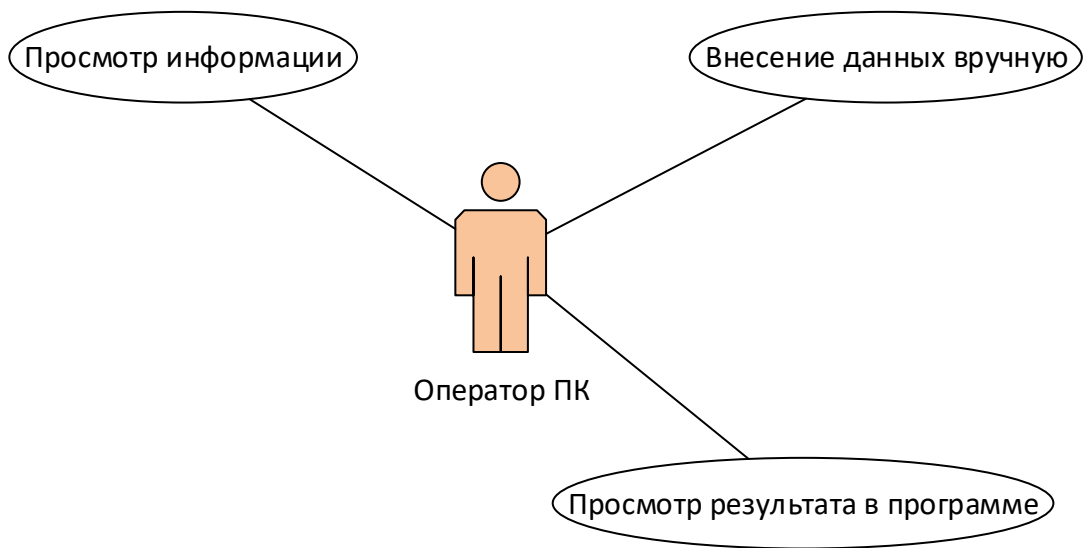 Просмотр информации
Внесение данных вручную
Оператор ПК
Просмотр результата в программе